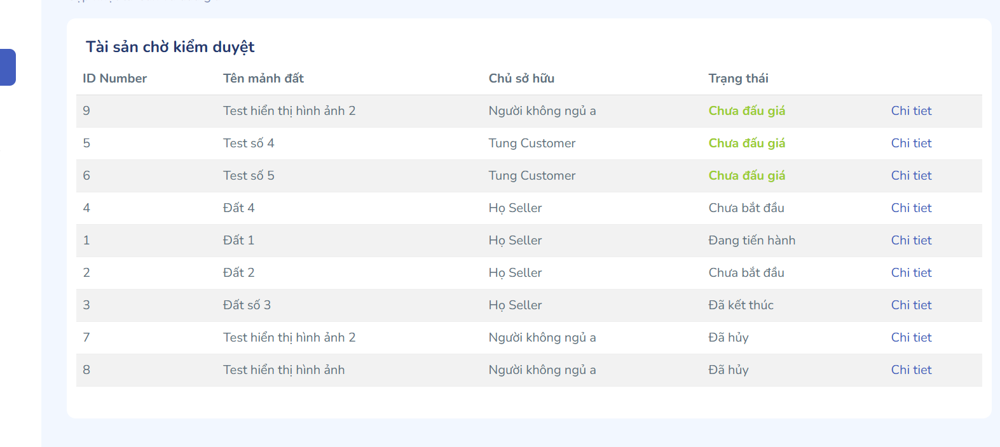 Tài sản chờ kiểm duyệt
ID Number Tên mảnh đất Chủ sở hữu Trạng thái
9 Test hiển thị hình ảnh 2 Người không ngủ a Chưa đấu giá Chi tiet
5 Test số 4 Tung Customer Chưa đấu giá Chi tiet
6 Test số 5 Tung Customer Chưa đấu giá Chi tiet
4 Đất 4 Họ Seller Chưa bắt đầu Chi tiet
1 Đất 1 Họ Seller Đang tiến hành Chi tiet
2 Đất 2 Họ Seller Chưa bắt đầu Chi tiet
3 Đất số 3 Họ Seller Đã kết thúc Chi tiet
7 Test hiển thị hình ảnh 2 Người không ngủ a Đã hủy Chi tiet
8 Test hiển thị hình ảnh Người không ngủ a Đã hủy Chi tiet